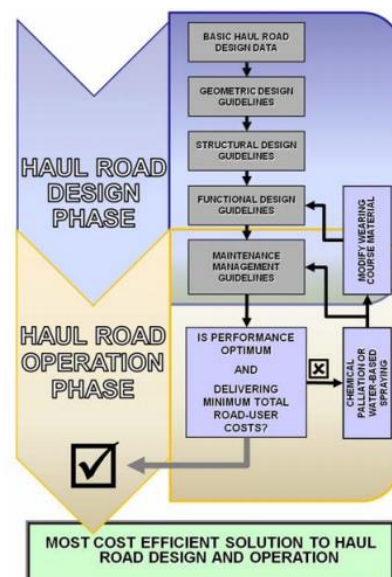 BASIC HAUL ROAD
DESIGN DATA
GEOMETRIC DESIGN
GUIDELINES
STRUCTURAL DESIGN
GUIDELINES
HAUL ROAD
DESIGN
PHASE
FUNCTIONAL DESIGN
GUIDELINES
MODIFY WEARING
COURSE MATERIAL
MAINTENANCE
MANAGEMENT
GUIDELINES
HAUL ROAD
OPERATION
PHASE
IS PERFORMANCE
OPTIMUM
AND
DELIVERING
MINIMUM TOTAL
ROAD-USER
COSTS?
CHEMICAL
PALLIATION OR
WATER-BASED
SPRAYING
MOST COST EFFICIENT SOLUTION TO HAUL
ROAD DESIGN AND OPERATION